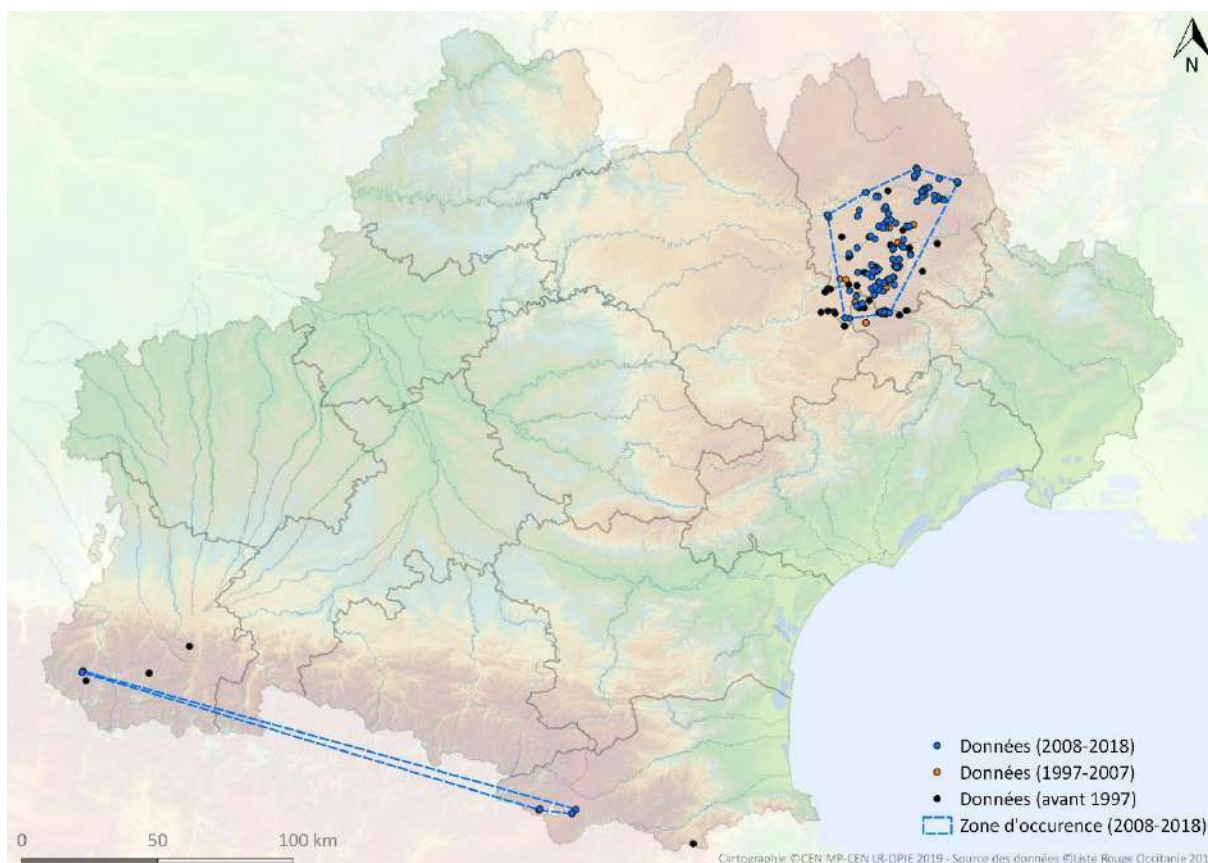 N
Données (2008-2018)
Données (1997-2007)
Données (avant 1997)
Zone d'occurence (2008-2018)
0 50 100 km
Cartographie ©CEN MP-CEN LR-OPIE 2019 - Source des données ©Liste Rouge Occitanie 201